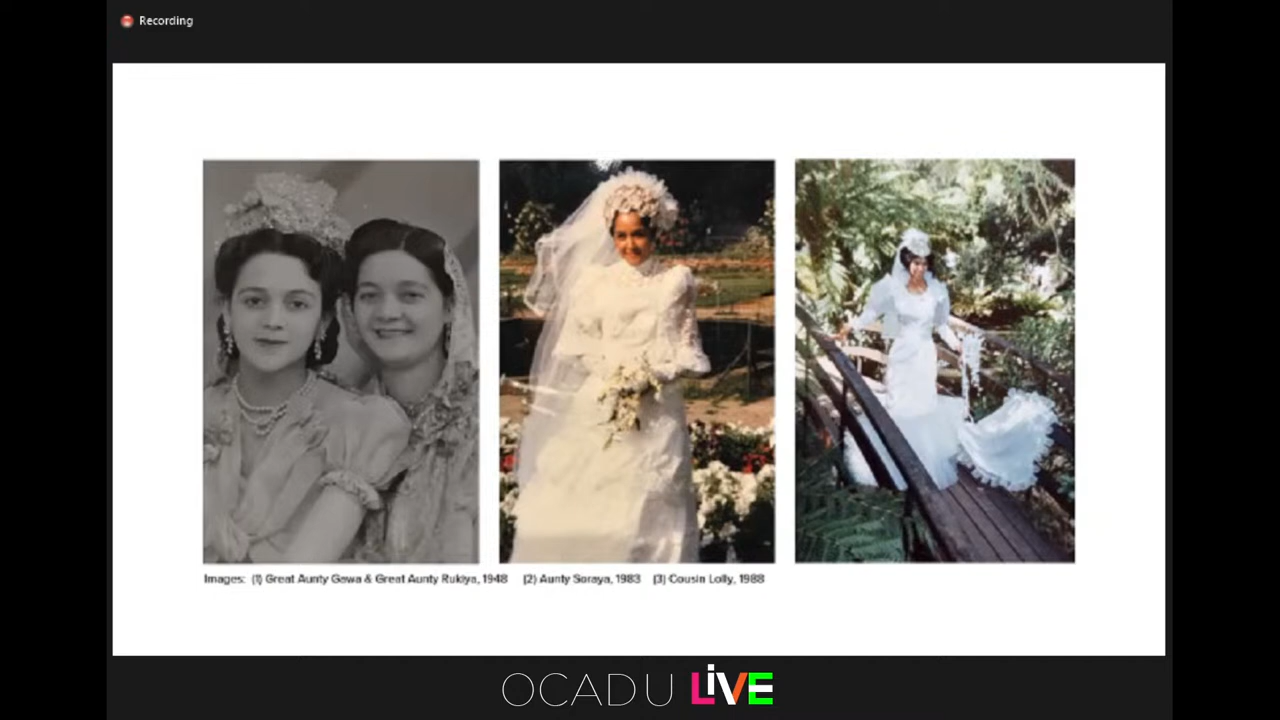 Recording
Images: (1) Great Aunty Gawa & Great Aunty Rukiya, 1948 (2) Aunty Soraya, 1983 (3) Cousin Lolly, 1988
OCADU LiVE